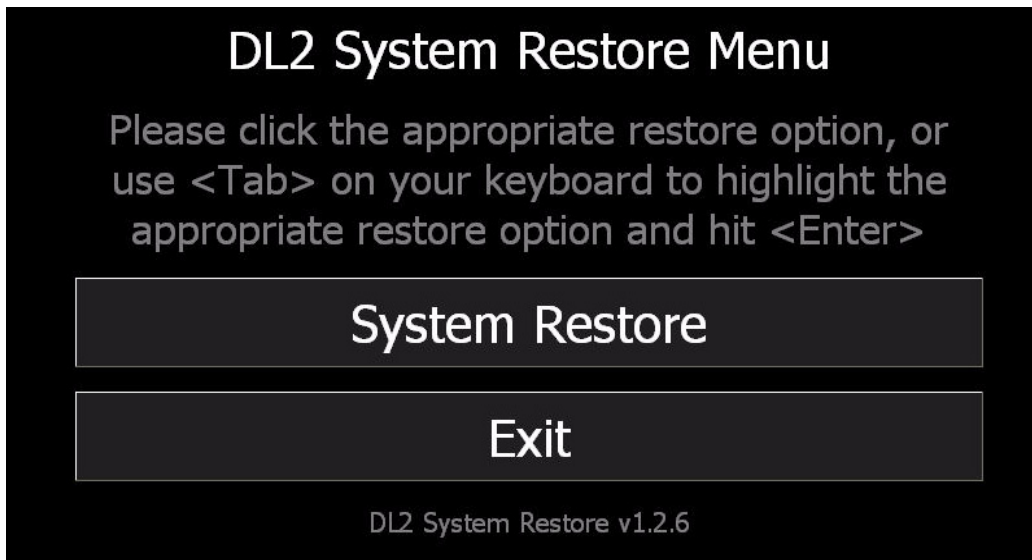 DL2 System Restore Menu
Please click the appropriate restore option, or
use <Tab> on your keyboard to highlight the
appropriate restore option and hit <Enter>
System Restore
Exit
DL2 System Restore v1.2.6